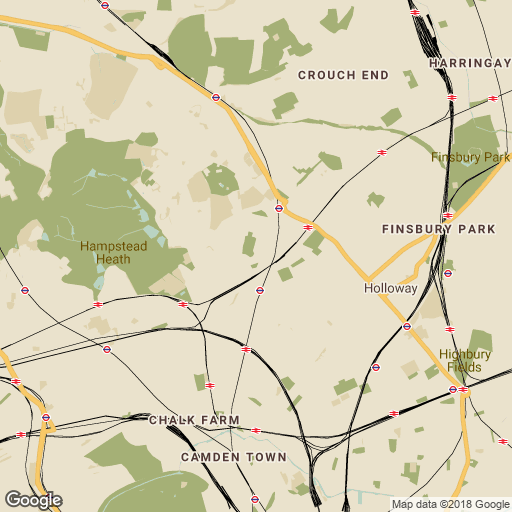 CROUCH END
HARRINGAY
Finsbury Park
FINSBURY PARK
Hampstead
Heath
Holloway
Highbury
Fields
CHALK FARM
CAMDEN TOWN
Google
Map data ©2018 Google